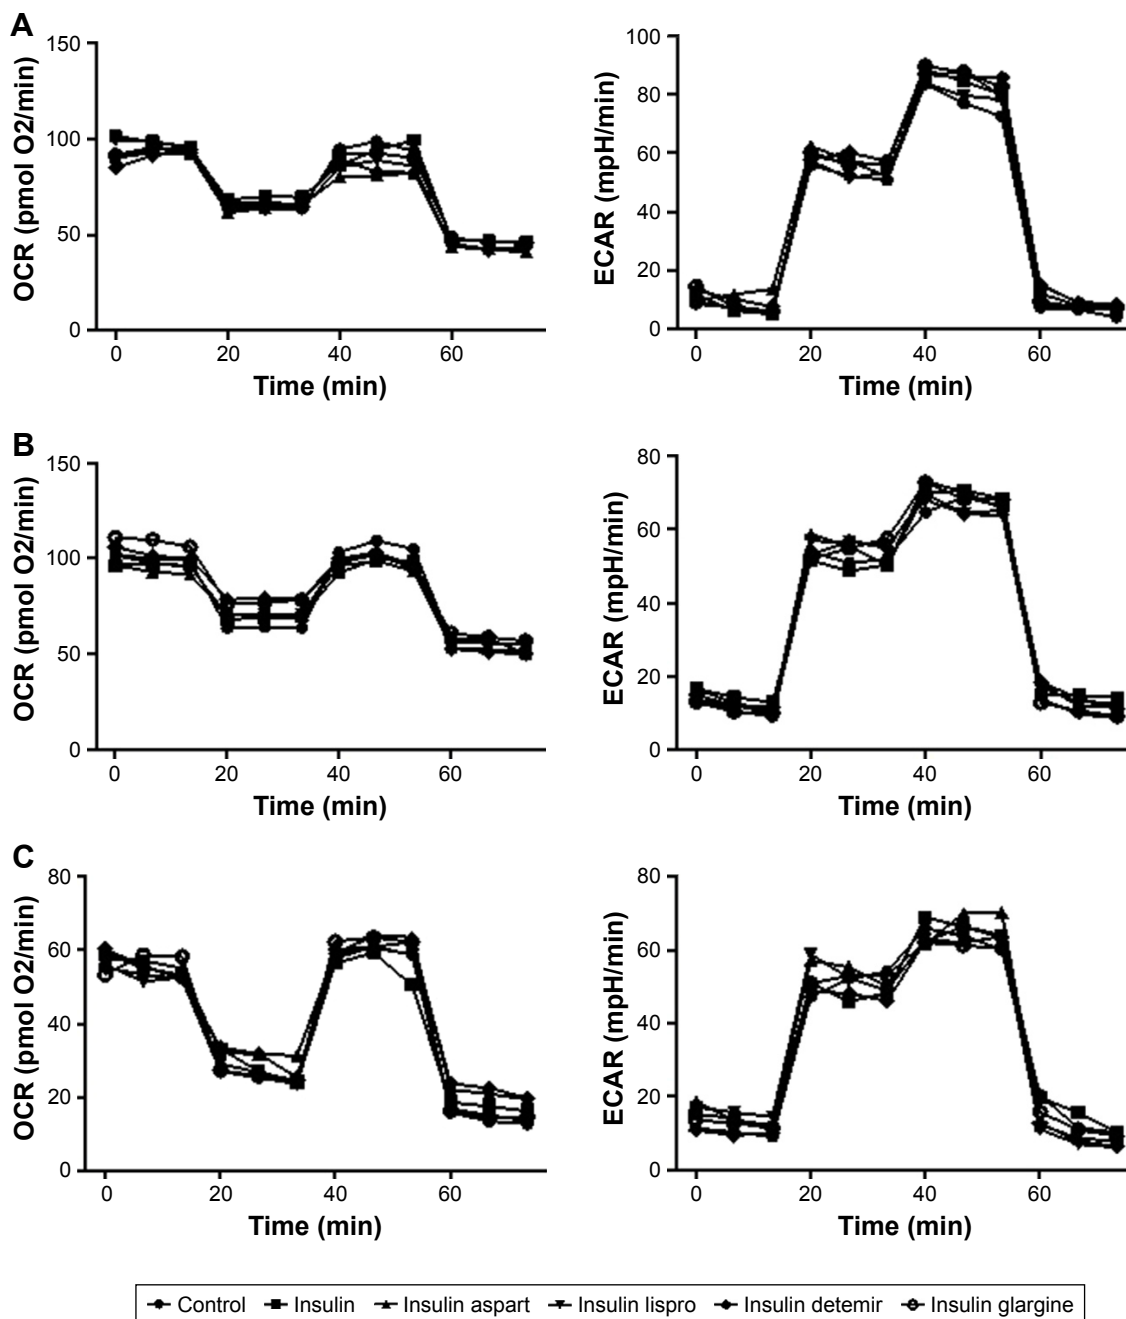 A
150
100
50
0
OCR (pmol O2/min)
0 20 40 60
Time (min)
100
80
60
40
20
0
ECAR (mpH/min)
0 20 40 60
Time (min)
B
150
100
50
0
OCR (pmol O2/min)
0 20 40 60
Time (min)
80
60
40
20
0
ECAR (mpH/min)
0 20 40 60
Time (min)
C
80
60
40
20
0
OCR (pmol O2/min)
0 20 40 60
Time (min)
80
60
40
20
0
ECAR (mpH/min)
0 20 40 60
Time (min)
Control Insulin Insulin aspart Insulin lispro Insulin detemir Insulin glargine